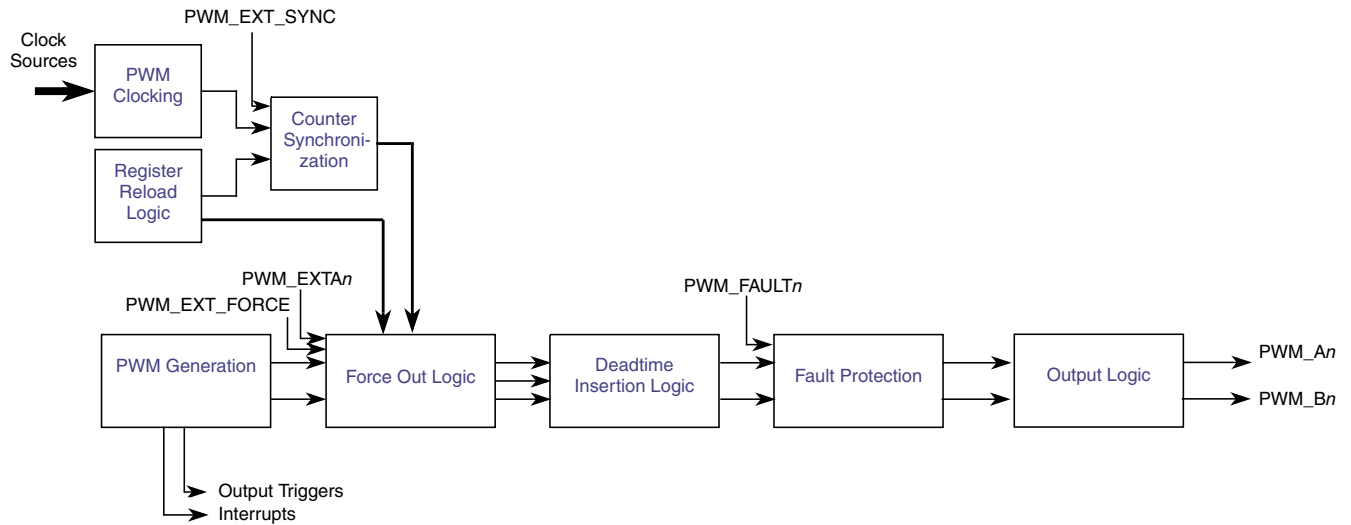 PWM_EXT_SYNC
Clock
Sources
PWM
Clocking
Counter
Synchroni-
zation
Register
Reload
Logic
PWM_EXTAn
PWM_EXT_FORCE
PWM_FAULTn
PWM Generation
Force Out Logic
Deadtime
Insertion Logic
Fault Protection
Output Logic
PWM_An
PWM_Bn
Output Triggers
Interrupts